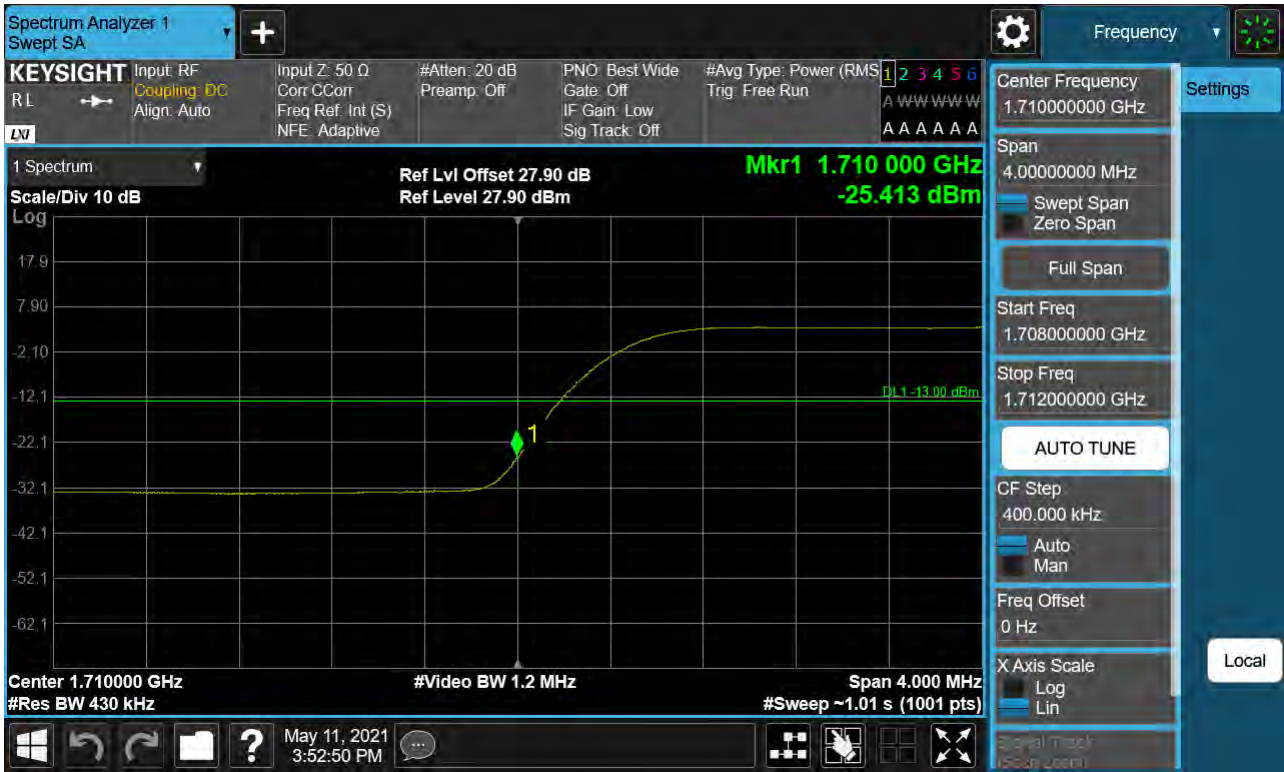 Spectrum Analyzer 1
Swept SA
Frequency
KEYSIGHT
RL
LXI
Input: RF
Coupling: DC
Align: Auto
Input Z: 50 Ω
Corr CCorr
Freq Ref: Int (S)
NFE: Adaptive
#Atten: 20 dB
Preamp: Off
PNO: Best Wide
Gate: Off
IF Gain: Low
Sig Track: Off
#Avg Type: Power (RMS
Trig: Free Run
1 2 3 4 5 6
A W W W W W
A A A A A A
1 Spectrum
Scale/Div 10 dB
Log
Ref Lvl Offset 27.90 dB
Ref Level 27.90 dBm
Mkr1 1.710 000 GHz
-25.413 dBm
17.9
7.90
-2.10
-12.1
-22.1
-32.1
-42.1
-52.1
-62.1
DL1 -13.00 dBm
1
Center 1.710000 GHz
#Res BW 430 kHz
#Video BW 1.2 MHz
Span 4.000 MHz
#Sweep ~1.01 s (1001 pts)
?
May 11, 2021
3:52:50 PM
Center Frequency
1.710000000 GHz
Span
4.00000000 MHz
Swept Span
Zero Span
Full Span
Start Freq
1.708000000 GHz
Stop Freq
1.712000000 GHz
AUTO TUNE
CF Step
400.000 kHz
Auto
Man
Freq Offset
0 Hz
X Axis Scale
Log
Lin
Signal Track
(Span Zoom)
Settings
Local